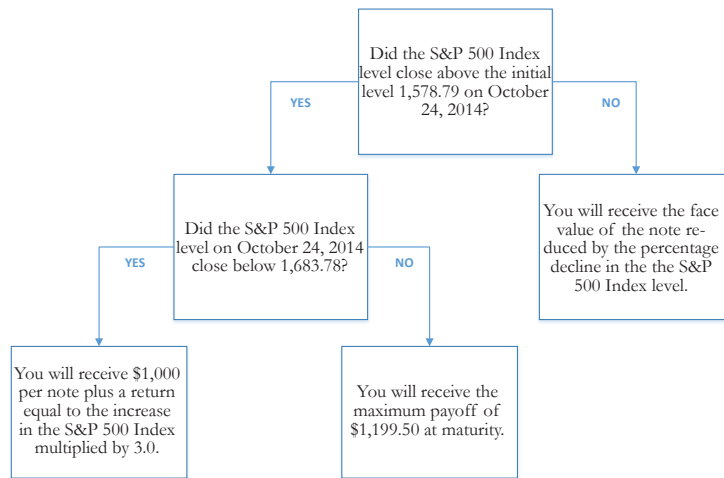 Did the S&P 500 Index
level close above the initial
level 1,578.79 on October
24, 2014?
YES
NO
Did the S&P 500 Index
level on October 24, 2014
close below 1,683.78?
You will receive the face
value of the note re-
duced by the percentage
decline in the the S&P
500 Index level.
YES
NO
You will receive $1,000
per note plus a return
equal to the increase
in the S&P 500 Index
multiplied by 3.0.
You will receive the
maximum payoff of
$1,199.50 at maturity.